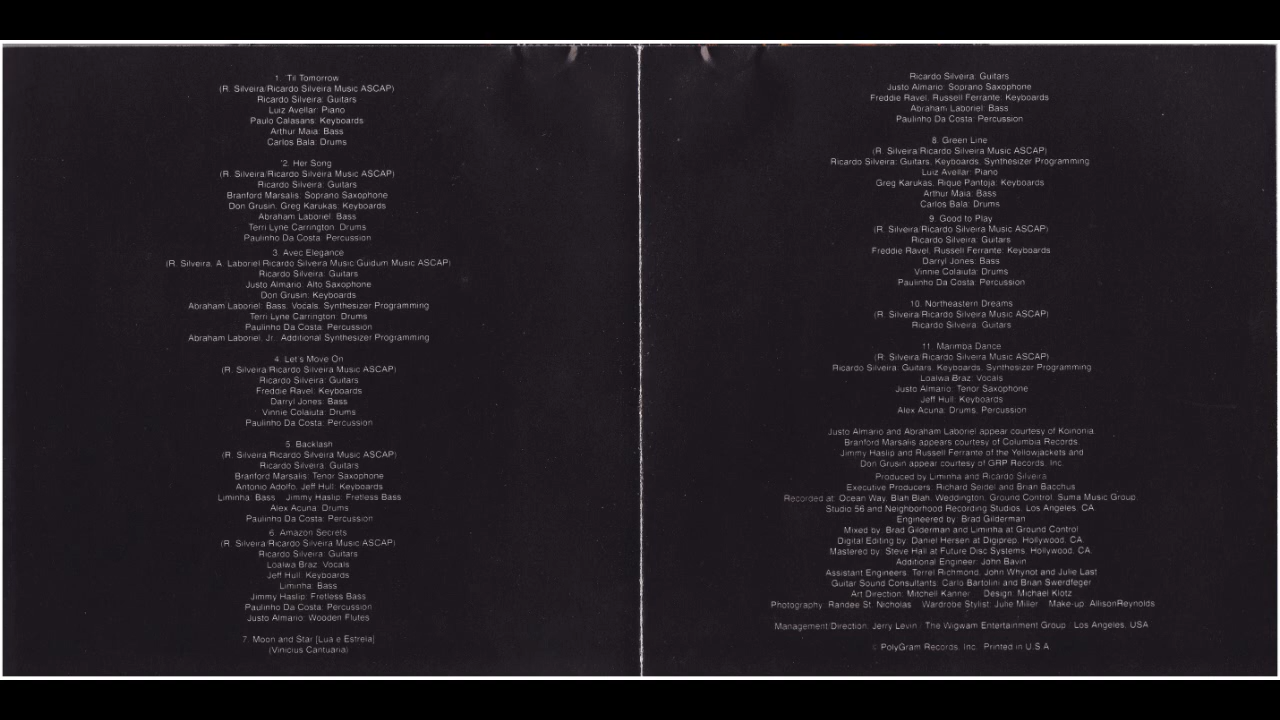 1. 'Til Tomorrow
(R. Silveira/Ricardo Silveira Music ASCAP)
Ricardo Silveira: Guitars
Luiz Avellar: Piano
Paulo Calasans: Keyboards
Arthur Maia: Bass
Carlos Bala: Drums
2. Her Song
(R. Silveira/Ricardo Silveira Music ASCAP)
Ricardo Silveira: Guitars
Branford Marsalis: Soprano Saxophone
Don Grusin, Greg Karukas: Keyboards
Abraham Laboriel: Bass
Terri Lyne Carrington: Drums
Paulinho Da Costa: Percussion
3. Avec Elegance
(R. Silveira, A. Laboriel/Ricardo Silveira Music/Guidum Music ASCAP)
Ricardo Silveira: Guitars
Justo Almario: Alto Saxophone
Don Grusin: Keyboards
Abraham Laboriel: Bass, Vocals, Synthesizer Programming
Terri Lyne Carrington: Drums
Paulinho Da Costa: Percussion
Abraham Laboriel, Jr.: Additional Synthesizer Programming
4. Let's Move On
(R. Silveira/Ricardo Silveira Music ASCAP)
Ricardo Silveira: Guitars
Freddie Ravel: Keyboards
Darryl Jones: Bass
Vinnie Colaiuta: Drums
Paulinho Da Costa: Percussion
5. Backlash
(R. Silveira/Ricardo Silveira Music ASCAP)
Ricardo Silveira: Guitars
Branford Marsalis: Tenor Saxophone
Antonio Adolfo, Jeff Hull: Keyboards
Liminha: Bass Jimmy Haslip: Fretless Bass
Alex Acuna: Drums
Paulinho Da Costa: Percussion
6. Amazon Secrets
(R. Silveira/Ricardo Silveira Music ASCAP)
Ricardo Silveira: Guitars
Loalwa Braz: Vocals
Jeff Hull: Keyboards
Liminha: Bass
Jimmy Haslip: Fretless Bass
Paulinho Da Costa: Percussion
Justo Almario: Wooden Flutes
7. Moon and Star [Lua e Estrela]
(Vinicius Cantuaria)
Ricardo Silveira: Guitars
Justo Almario: Soprano Saxophone
Freddie Ravel, Russell Ferrante: Keyboards
Abraham Laboriel: Bass
Paulinho Da Costa: Percussion
8. Green Line
(R. Silveira/Ricardo Silveira Music ASCAP)
Ricardo Silveira: Guitars, Keyboards, Synthesizer Programming
Luiz Avellar: Piano
Greg Karukas, Rique Pantoja: Keyboards
Arthur Maia: Bass
Carlos Bala: Drums
9. Good to Play
(R. Silveira/Ricardo Silveira Music ASCAP)
Ricardo Silveira: Guitars
Freddie Ravel, Russell Ferrante: Keyboards
Darryl Jones: Bass
Vinnie Colaiuta: Drums
Paulinho Da Costa: Percussion
10. Northeastern Dreams
(R. Silveira/Ricardo Silveira Music ASCAP)
Ricardo Silveira: Guitars
11. Marimba Dance
(R. Silveira/Ricardo Silveira Music ASCAP)
Ricardo Silveira: Guitars, Keyboards, Synthesizer Programming
Loalwa Braz: Vocals
Justo Almario: Tenor Saxophone
Jeff Hull: Keyboards
Alex Acuna: Drums, Percussion
Justo Almario and Abraham Laboriel appear courtesy of Koinonia.
Branford Marsalis appears courtesy of Columbia Records.
Jimmy Haslip and Russell Ferrante of the Yellowjackets and
Don Grusin appear courtesy of GRP Records, Inc.
Produced by Liminha and Ricardo Silveira
Executive Producers: Richard Seidel and Brian Bacchus
Recorded at: Ocean Way, Blah Blah, Weddington, Ground Control, Suma Music Group,
Studio 56 and Neighborhood Recording Studios, Los Angeles, CA.
Engineered by: Brad Gilderman
Mixed by: Brad Gilderman and Liminha at Ground Control
Digital Editing by: Daniel Hersen at Digiprep, Hollywood, CA.
Mastered by: Steve Hall at Future Disc Systems, Hollywood, CA.
Additional Engineer: John Bavin
Assistant Engineers: Terrel Richmond, John Whynot and Julie Last
Guitar Sound Consultants: Carlo Bartolini and Brian Swerdfeger
Art Direction: Mitchell Kanner Design: Michael Klotz
Photography: Randee St. Nicholas Wardrobe Stylist: Julie Miller Make-up: AllisonReynolds
Management Direction: Jerry Levin / The Wigwam Entertainment Group / Los Angeles, USA
© PolyGram Records, Inc. Printed in U.S.A.